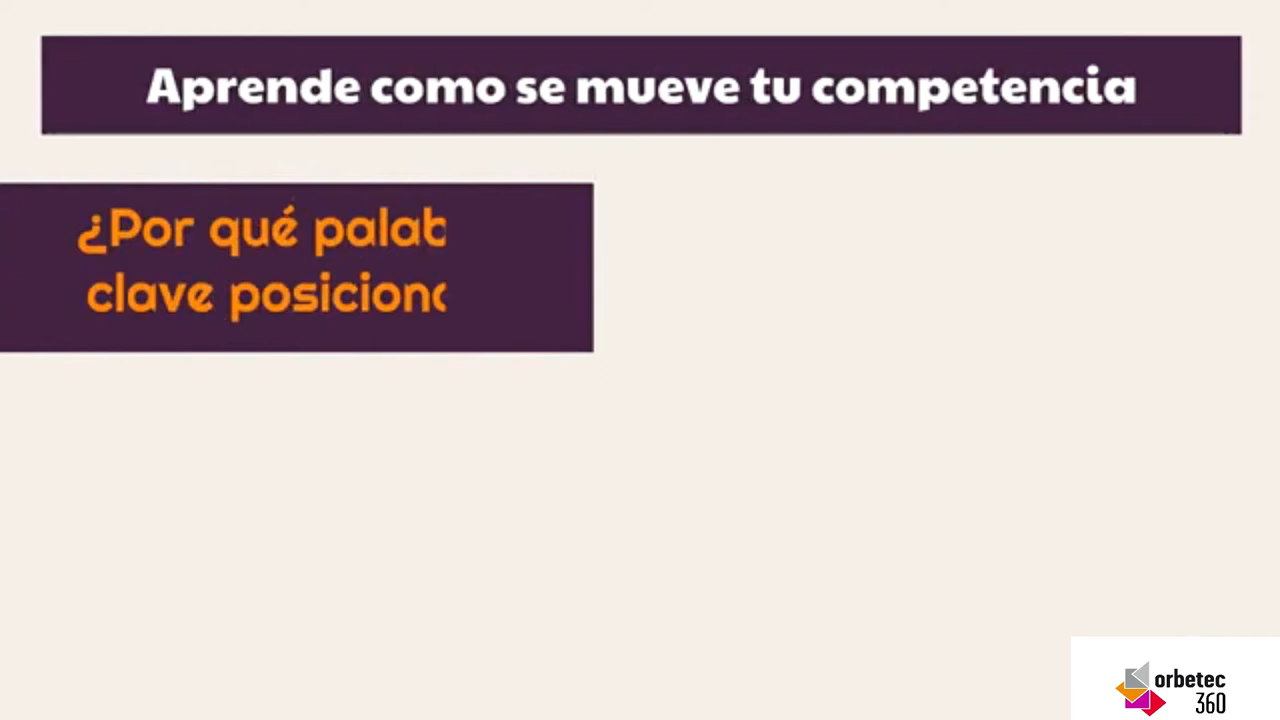 Aprende como se mueve tu competencia
¿Por qué
clave
orbetec
360